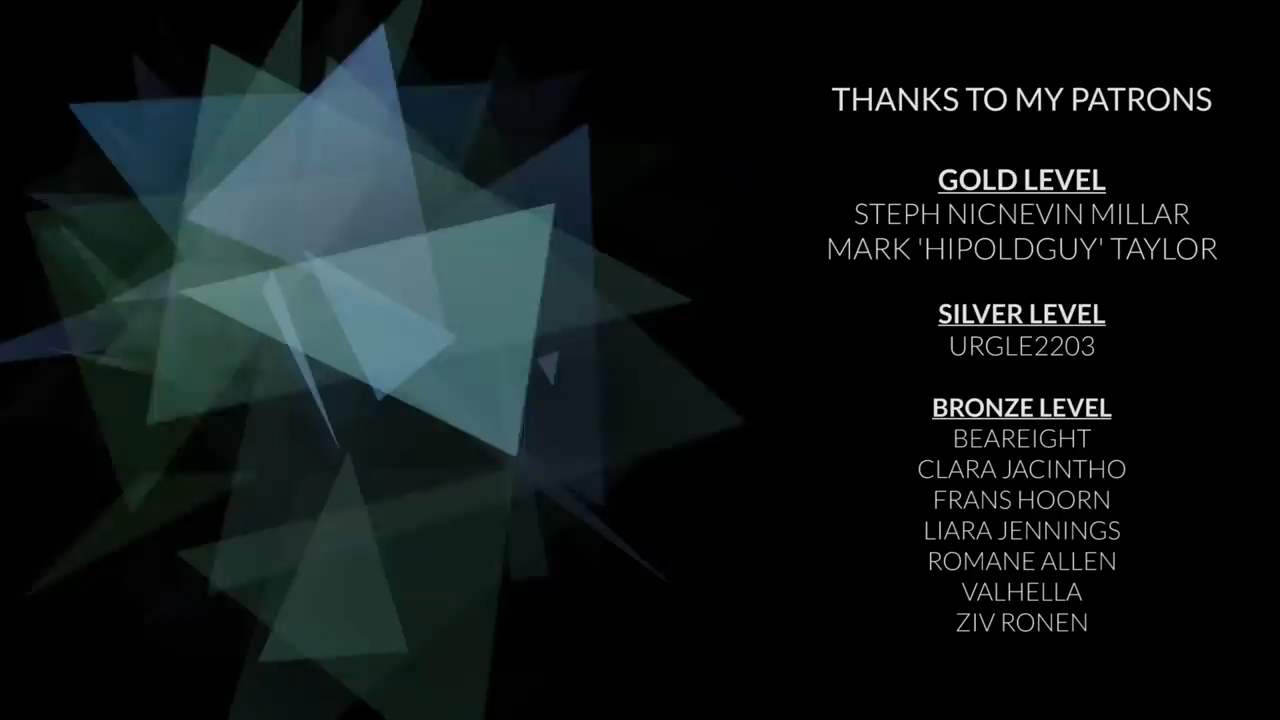 THANKS TO MY PATRONS
GOLD LEVEL
STEPH NICNEVIN MILLAR
MARK 'HIPOLDGUY' TAYLOR
SILVER LEVEL
URGLE2203
BRONZE LEVEL
BEAREIGHT
CLARA JACINTHO
FRANS HOORN
LIARA JENNINGS
ROMANE ALLEN
VALHELLA
ZIV RONEN